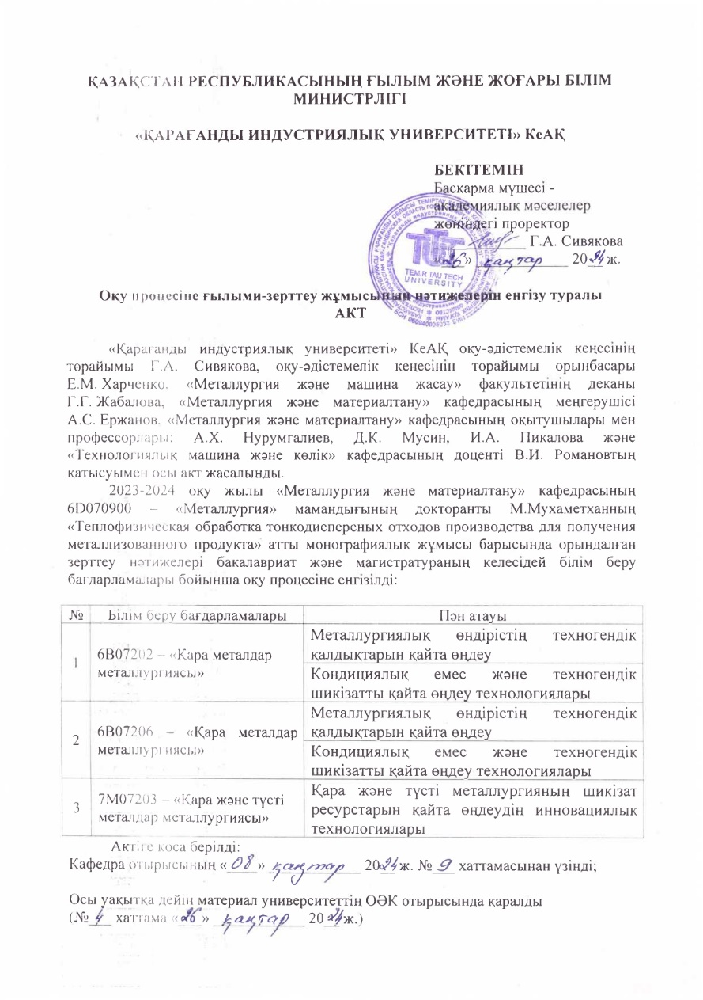 ҚАЗАҚСТАН РЕСПУБЛИКАСЫНЫҢ ҒЫЛЫМ ЖӘНЕ ЖОҒАРЫ БІЛІМ
МИНИСТРЛІГІ
«ҚАРАҒАНДЫ ИНДУСТРИЯЛЫҚ УНИВЕРСИТЕТІ» КеАҚ
БЕКІТЕМІН
Басқарма мүшесі -
академиялық мәселелер
жөніндегі проректор
____________ Г.А. Сивякова
«26» қаңтар 2024 ж.
TEMIRTAU TECH
UNIVERSITY
Оқу процесіне ғылыми-зерттеу жұмысының нәтижелерін енгізу туралы
АКТ
«Қарағанды индустриялық университеті» КеАҚ оқу-әдістемелік кеңесінің
төрайымы Г.А. Сивякова, оқу-әдістемелік кеңесінің төрайымы орынбасары
Е.М. Харченко, «Металлургия және машина жасау» факультетінің деканы
Г.Г. Жабалова, «Металлургия және материалтану» кафедрасының меңгерушісі
А.С. Ержанов, «Металлургия және материалтану» кафедрасының оқытушылары мен
профессорлары: А.Х. Нурумгалиев, Д.К. Мусин, И.А. Пикалова және
«Технологиялық машина және көлік» кафедрасының доценті В.И. Романовтың
қатысуымен осы акт жасалынды.
2023-2024 оқу жылы «Металлургия және материалтану» кафедрасының
6D070900 – «Металлургия» мамандығының докторанты М.Мухаметханның
«Теплофизическая обработка тонкодисперсных отходов производства для получения
металлизованного продукта» атты монографиялық жұмысы барысында орындалған
зерттеу нәтижелері бакалавриат және магистратураның келесідей білім беру
бағдарламалары бойынша оқу процесіне енгізілді:
№ Білім беру бағдарламалары Пән атауы
1 6В07202 – «Қара металдар металлургиясы»
Металлургиялық өндірістің техногендік
қалдықтарын қайта өңдеу
Кондициялық емес және техногендік
шикізатты қайта өңдеу технологиялары
2 6В07206 – «Қара металдар металлургиясы»
Металлургиялық өндірістің техногендік
қалдықтарын қайта өңдеу
Кондициялық емес және техногендік
шикізатты қайта өңдеу технологиялары
3 7М07203 – «Қара және түсті металдар металлургиясы»
Қара және түсті металлургияның шикізат
ресурстарын қайта өңдеудің инновациялық
технологиялары
Актіге қоса берілді:
Кафедра отырысының «08» қаңтар 2024 ж. № 9 хаттамасынан үзінді;
Осы уақытқа дейін материал университеттің ОӘК отырысында қаралды
(№ 4 хаттама «26» қаңтар 2024 ж.)